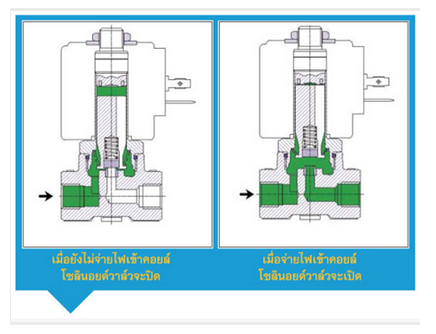 เมื่อยังไม่จ่ายไฟเข้าคอยล์
โซลินอยด์วาล์วจะปิด
เมื่อจ่ายไฟเข้าคอยล์
โซลินอยด์วาล์วจะเปิด